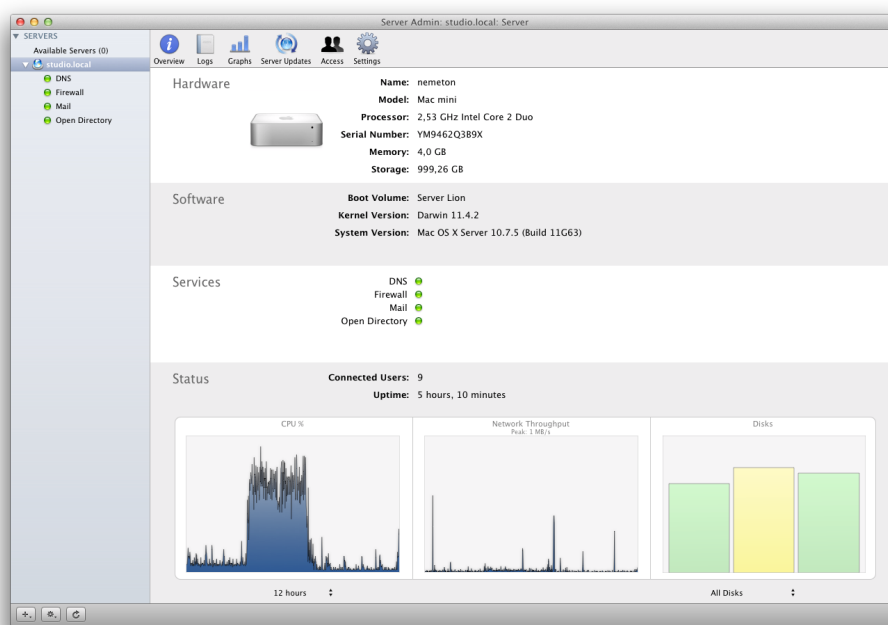 Server Admin: studio.local: Server
SERVERS
Available Servers (0)
studio.local
DNS
Firewall
Mail
Open Directory
Overview Logs Graphs Server Updates Access Settings
Hardware
Name: nemeton
Model: Mac mini
Processor: 2,53 GHz Intel Core 2 Duo
Serial Number: YM9462Q3B9X
Memory: 4,0 GB
Storage: 999,26 GB
Software
Boot Volume: Server Lion
Kernel Version: Darwin 11.4.2
System Version: Mac OS X Server 10.7.5 (Build 11G63)
Services
DNS
Firewall
Mail
Open Directory
Status
Connected Users: 9
Uptime: 5 hours, 10 minutes
CPU %
Network Throughput
Peak: 1 MB/s
Disks
12 hours
All Disks